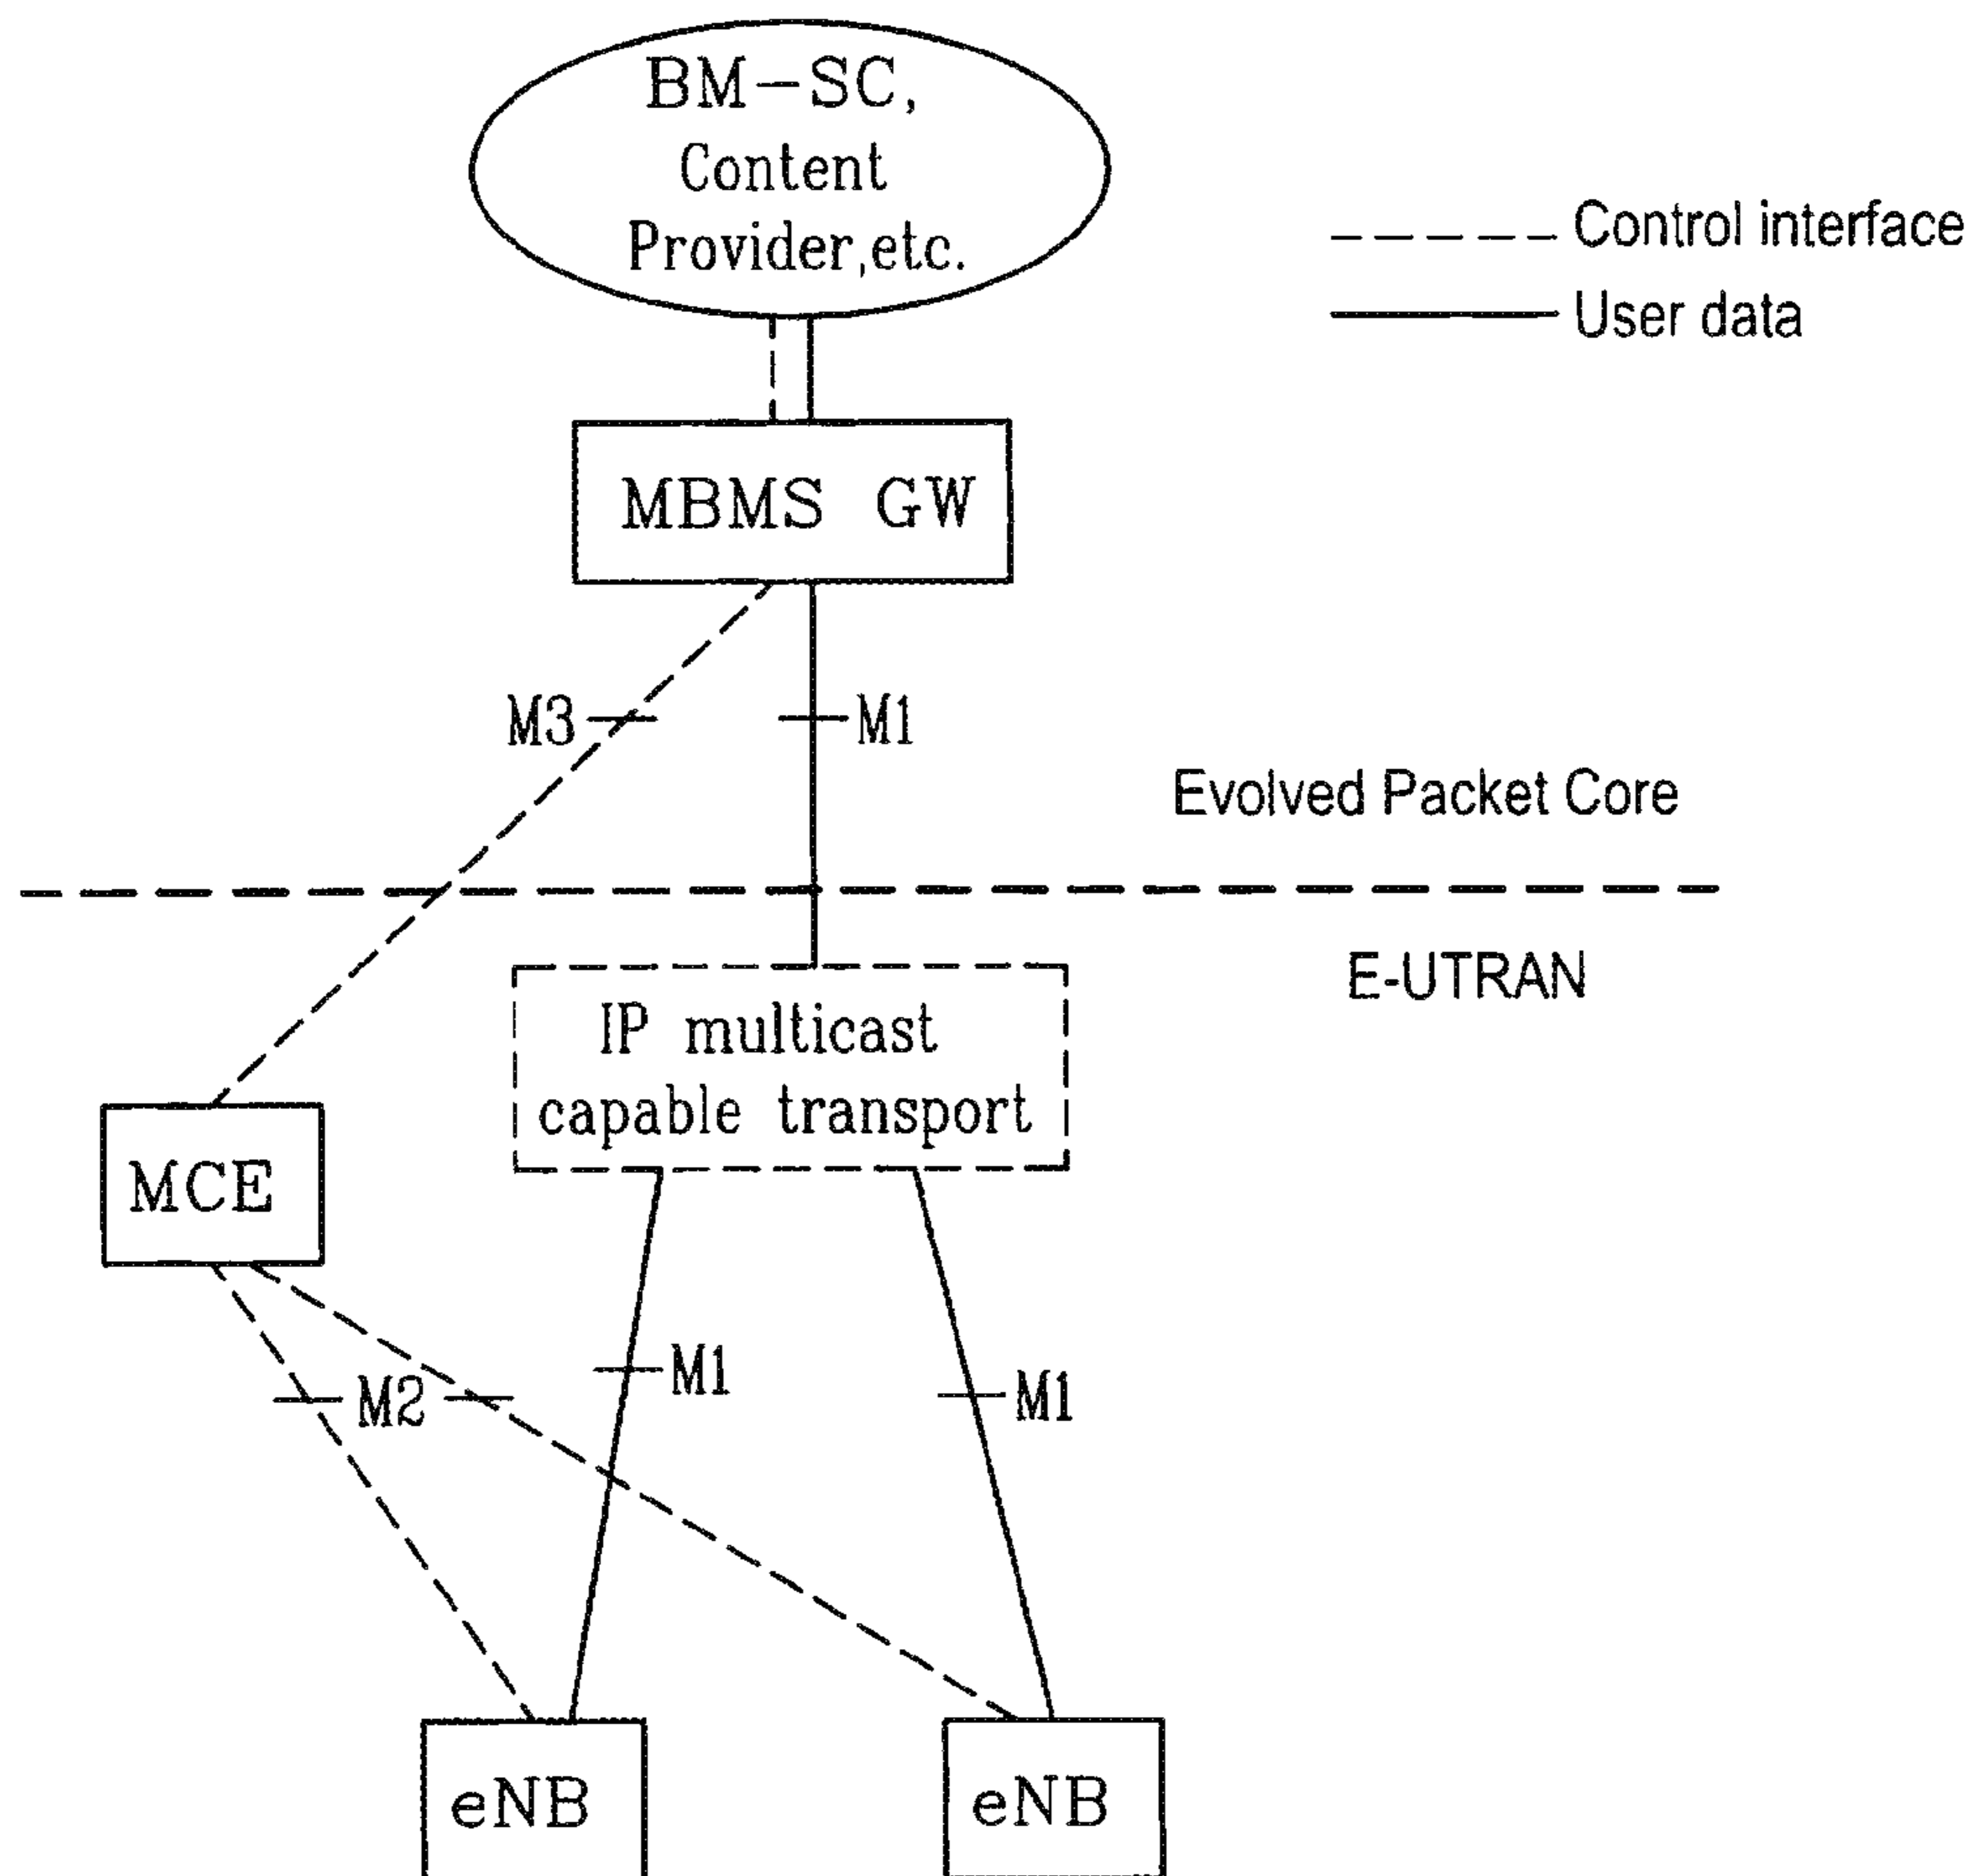 BM-SC,
Content
Provider,etc.
Control interface
User data
MBMS GW
M3
M1
Evolved Packet Core
E-UTRAN
IP multicast
capable transport
MCE
M2
M1
M1
eNB
eNB